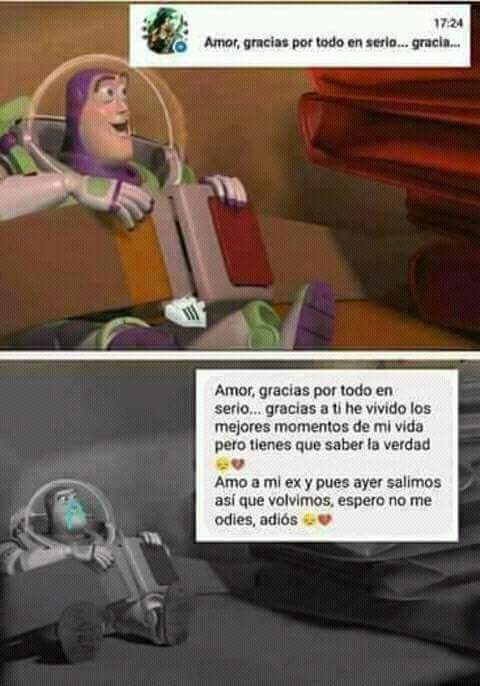 17:24
Amor, gracias por todo en serio... gracia...
Amor, gracias por todo en
serio... gracias a ti he vivido los
mejores momentos de mi vida
pero tienes que saber la verdad
😔💔
Amo a mi ex y pues ayer salimos
así que volvimos, espero no me
odies, adiós 😔💔